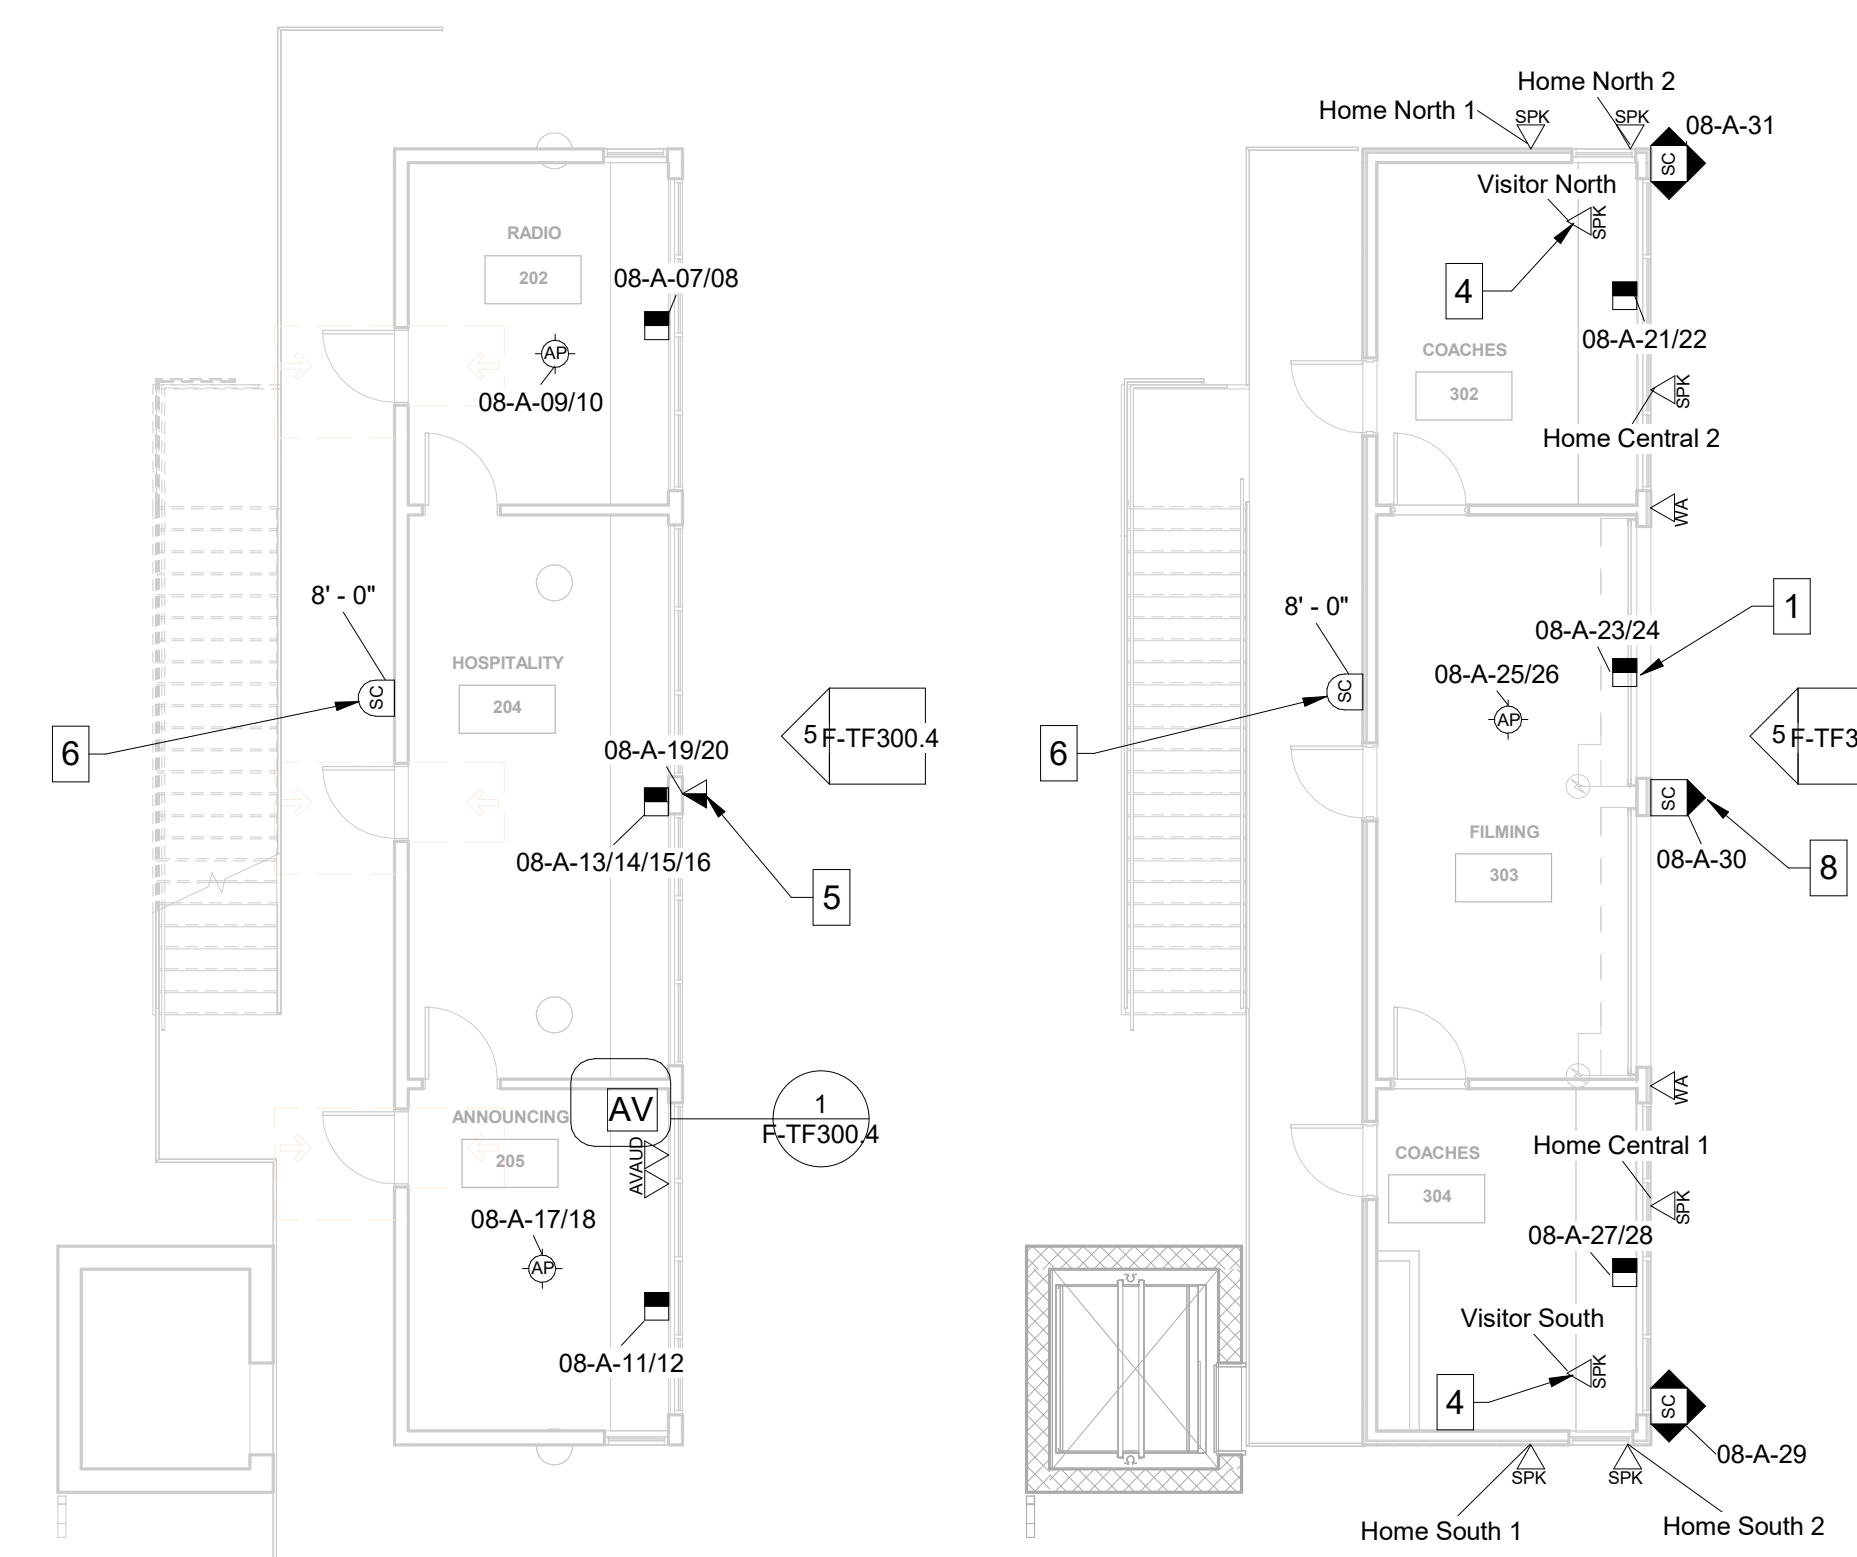 RADIO
202
08-A-07/08
AP
08-A-09/10
8' - 0"
SC
6
HOSPITALITY
204
08-A-19/20
08-A-13/14/15/16
5
5 F-TF300.4
ANNOUNCING
205
AV
AVAUD
1
F-TF300.4
08-A-17/18
AP
08-A-11/12
Home North 2
Home North 1
SPK
SPK
08-A-31
SC
Visitor North
SPK
4
08-A-21/22
COACHES
302
SPK
Home Central 2
WA
8' - 0"
SC
6
1
08-A-23/24
08-A-25/26
AP
5 F-TF3
SC
08-A-30
8
FILMING
303
WA
Home Central 1
COACHES
304
SPK
08-A-27/28
Visitor South
SPK
4
SC
08-A-29
SPK
SPK
Home South 1
Home South 2